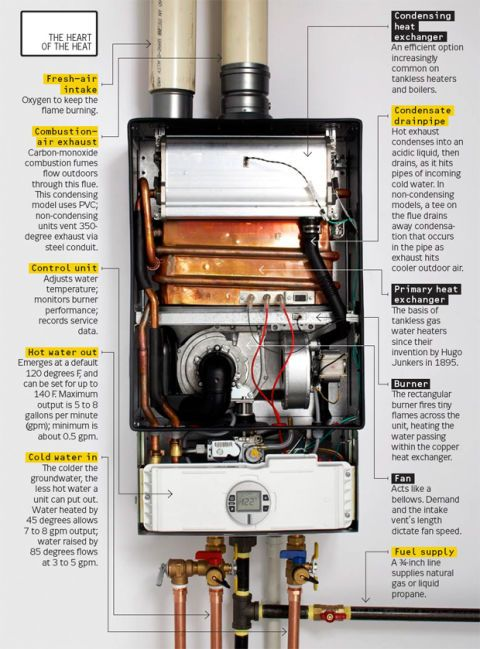 THE HEART
OF THE HEAT
Fresh-air
intake
Oxygen to keep the
flame burning.
Combustion-
air exhaust
Carbon-monoxide
combustion fumes
flow outdoors
through this flue.
This condensing
model uses PVC;
non-condensing
units vent 350-
degree exhaust via
steel conduit.
Control unit
Adjusts water
temperature;
monitors burner
performance;
records service
data.
Hot water out
Emerges at a default
120 degrees F, and
can be set for up to
140 F. Maximum
output is 5 to 8
gallons per minute
(gpm); minimum is
about 0.5 gpm.
Cold water in
The colder the
groundwater, the
less hot water a
unit can put out.
Water heated by
45 degrees allows
7 to 8 gpm output;
water raised by
85 degrees flows
at 3 to 5 gpm.
Condensing
heat
exchanger
An efficient option
increasingly
common on
tankless heaters
and boilers.
Condensate
drainpipe
Hot exhaust
condenses into an
acidic liquid, then
drains, as it hits
pipes of incoming
cold water. In
non-condensing
models, a tee on
the flue drains
away condensa-
tion that occurs
in the pipe as
exhaust hits
cooler outdoor air.
Primary heat
exchanger
The basis of
tankless gas
water heaters
since their
invention by Hugo
Junkers in 1895.
Burner
The rectangular
burner fires tiny
flames across the
unit, heating the
water passing
within the copper
heat exchanger.
Fan
Acts like a
bellows. Demand
and the intake
vent's length
dictate fan speed.
Fuel supply
A ¾-inch line
supplies natural
gas or liquid
propane.